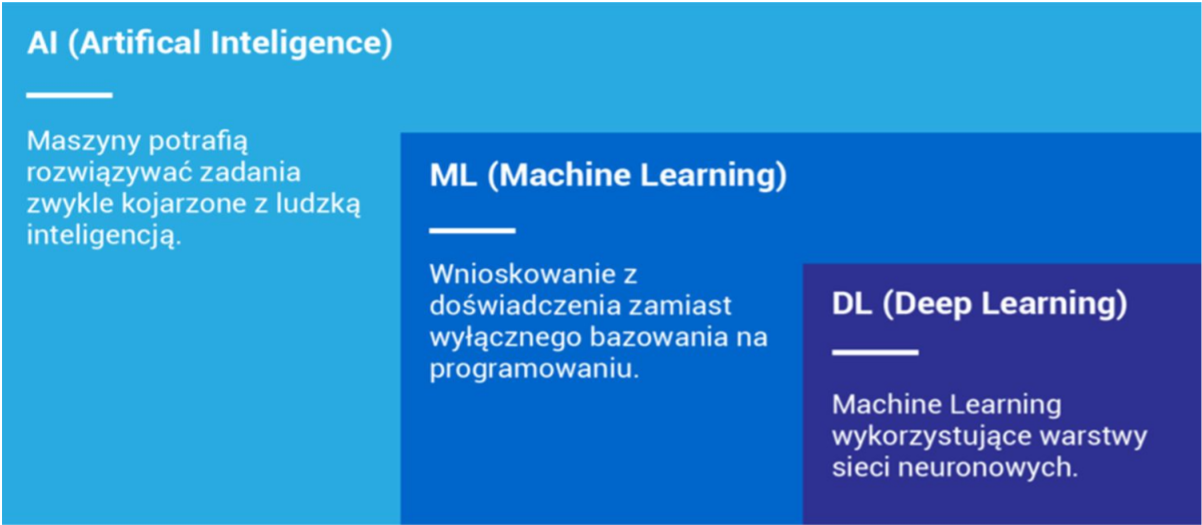 AI (Artifical Inteligence)
Maszyny potrafią
rozwiązywać zadania
zwykle kojarzone z ludzką
inteligencją.
ML (Machine Learning)
Wnioskowanie z
doświadczenia zamiast
wyłącznego bazowania na
programowaniu.
DL (Deep Learning)
Machine Learning
wykorzystujące warstwy
sieci neuronowych.